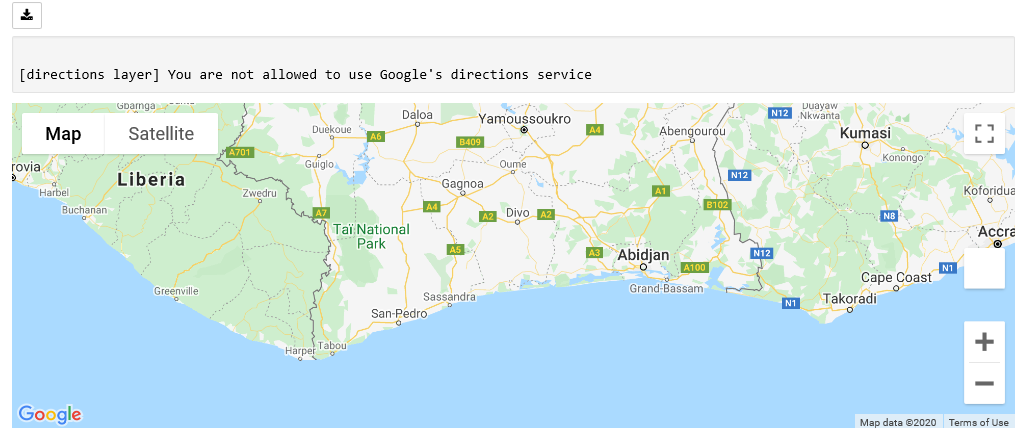 [directions layer] You are not allowed to use Google's directions service
Map Satellite
Gbarnga
Daloa
Duekoue
A6
Yamoussoukro
B409
A4
Abengourou
N12
Duayaw
Nkwanta
Kumasi
Konongo
A701
Guiglo
Oume
rovia
Liberia
Harbel
Zwedru
Gagnoa
N12
A1
Koforidua
Buchanan
A7
A4
A2
Divo
A2
B102
N8
Taï National
Park
A5
A3
Abidjan
A100
N12
Accra
N1
Greenville
Sassandra
Grand-Bassam
Cape Coast
San-Pedro
N1
Takoradi
Harper
Tabou
Google
Map data ©2020
Terms of Use